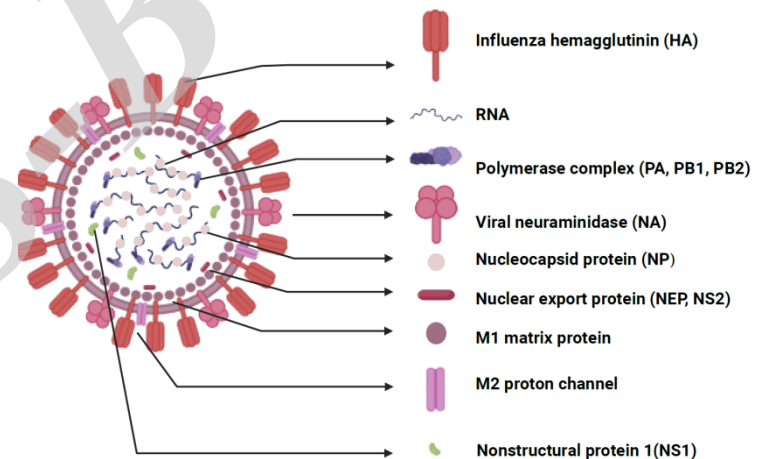 Influenza hemagglutinin (HA)
RNA
Polymerase complex (PA, PB1, PB2)
Viral neuraminidase (NA)
Nucleocapsid protein (NP)
Nuclear export protein (NEP, NS2)
M1 matrix protein
M2 proton channel
Nonstructural protein 1(NS1)